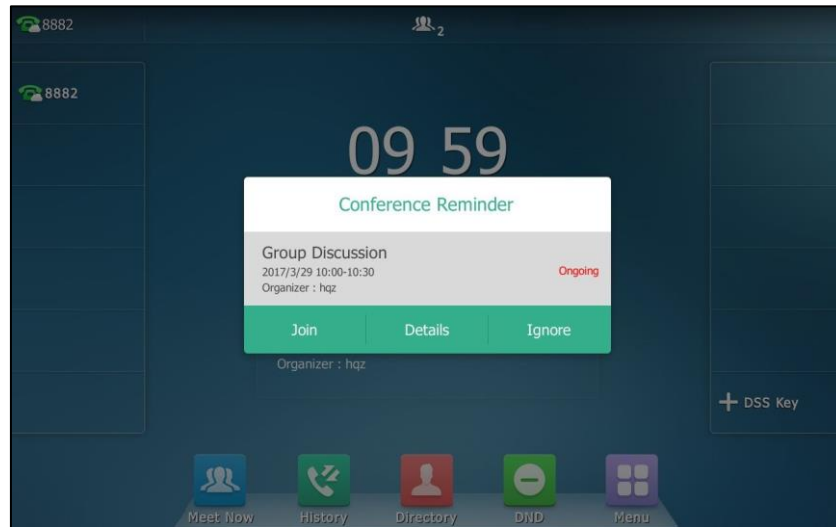 8882
2
8882
09 59
Conference Reminder
Group Discussion
2017/3/29 10:00-10:30
Ongoing
Organizer : hqz
Join Details Ignore
Organizer : hqz
DSS Key
Meet Now History Directory DND Menu